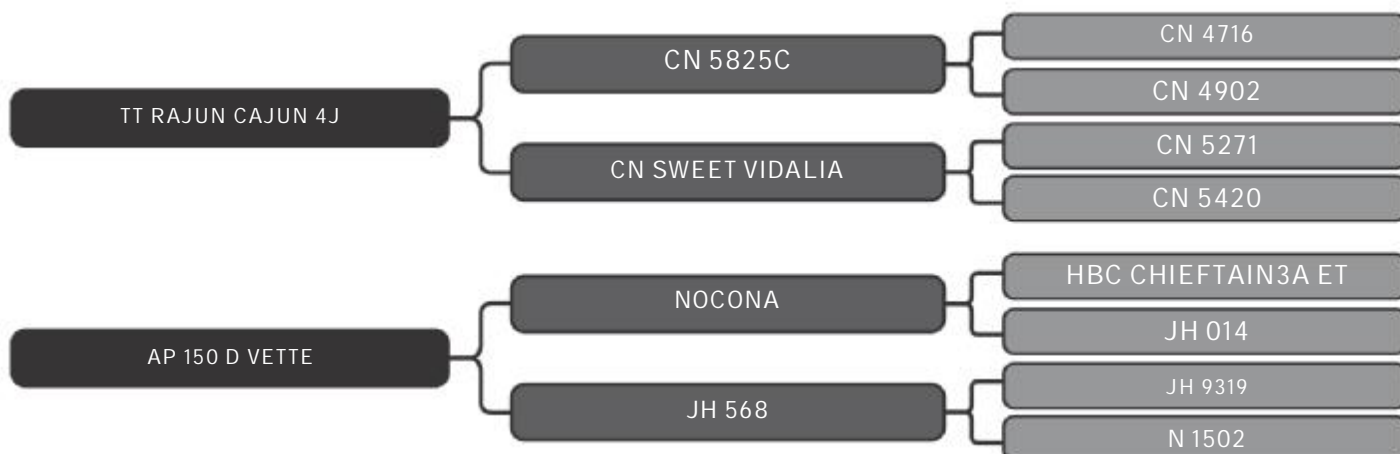 CN 4716
CN 5825C
CN 4902
TT RAJUN CAJUN 4J
CN 5271
CN SWEET VIDALIA
CN 5420
HBC CHIEFTAIN3A ET
NOCONA
JH 014
AP 150 D VETTE
JH 9319
JH 568
N 1502